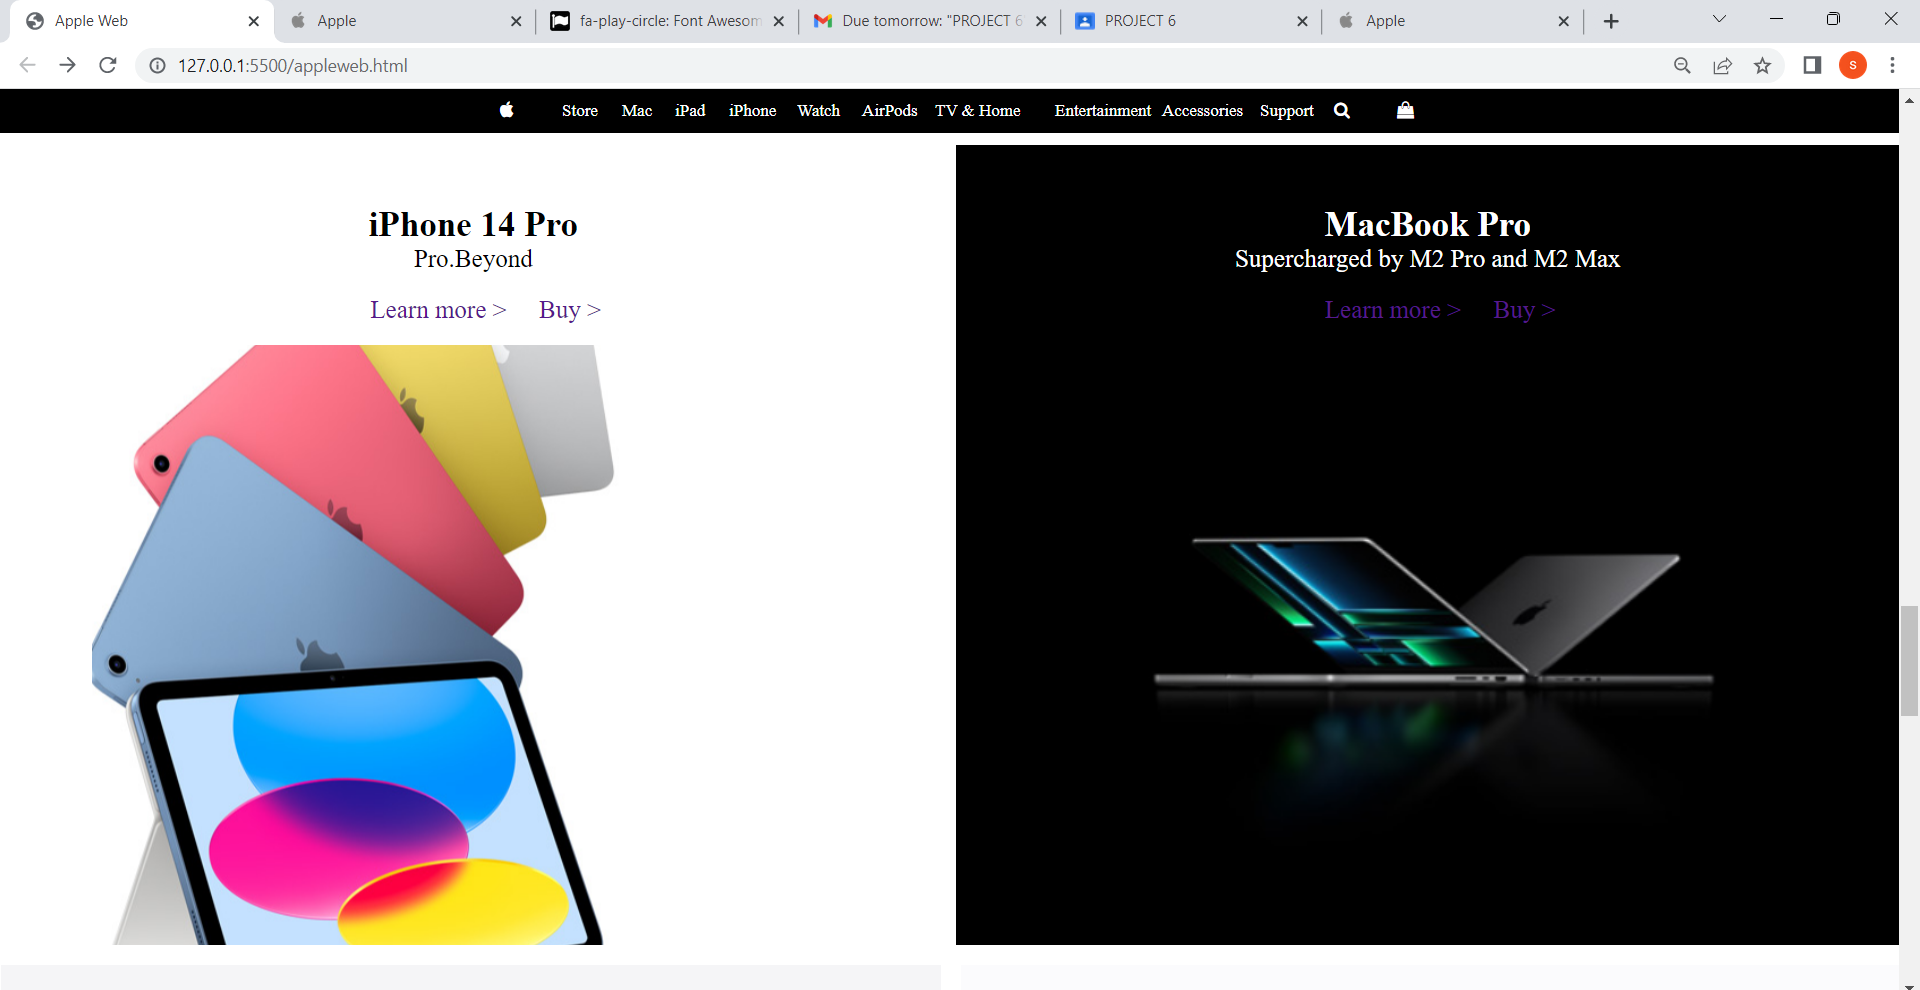 Apple Web
Apple
fa-play-circle: Font Awesom
Due tomorrow: "PROJECT 6
PROJECT 6
Apple
127.0.0.1:5500/appleweb.html
s
Store Mac iPad iPhone Watch AirPods TV & Home Entertainment Accessories Support
iPhone 14 Pro
Pro.Beyond
Learn more > Buy >
MacBook Pro
Supercharged by M2 Pro and M2 Max
Learn more > Buy >